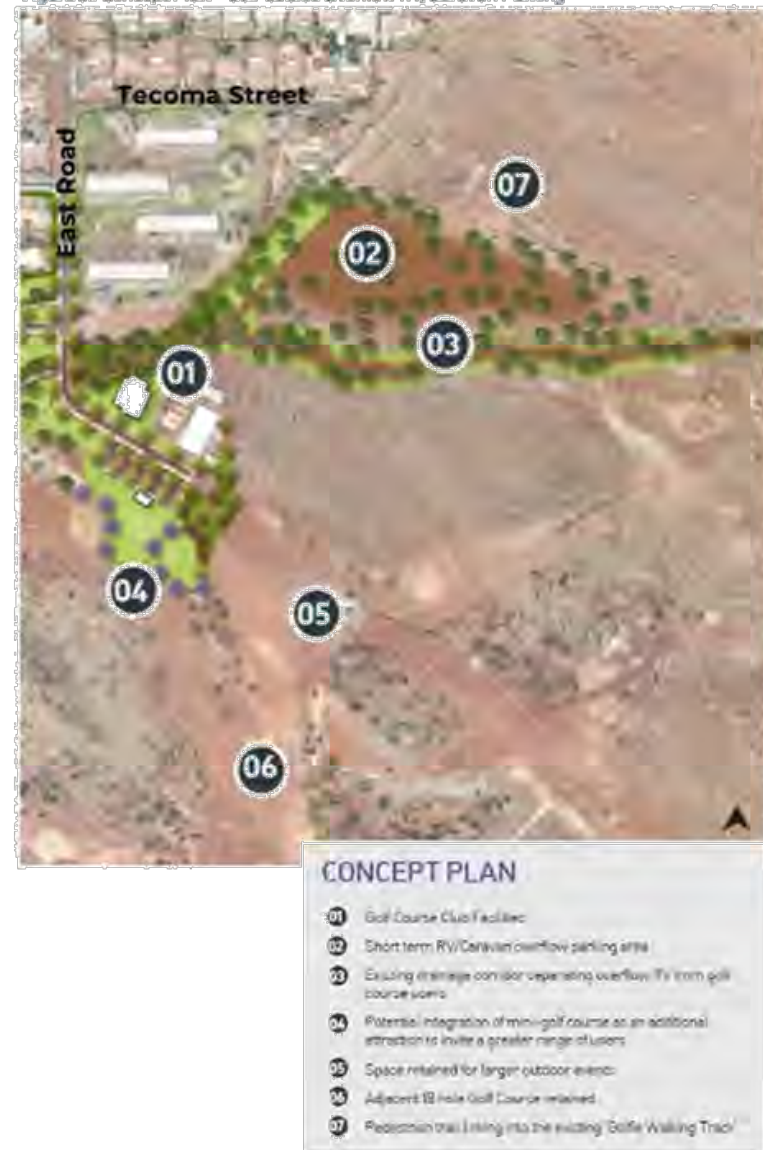 Tecoma Street
East Road
07
02
03
01
04
05
06
CONCEPT PLAN
01 Golf Course Club Facilities
02 Short term RV/Caravan overflow parking area
03 Existing drainage corridor separating overflow RV from golf
course users
04 Potential integration of mini-golf course as an additional
attraction to invite a greater range of users
05 Space retained for larger outdoor events
06 Adjacent 18 hole Golf Course retained
07 Pedestrian trail linking into the existing 'Golfie Walking Track'